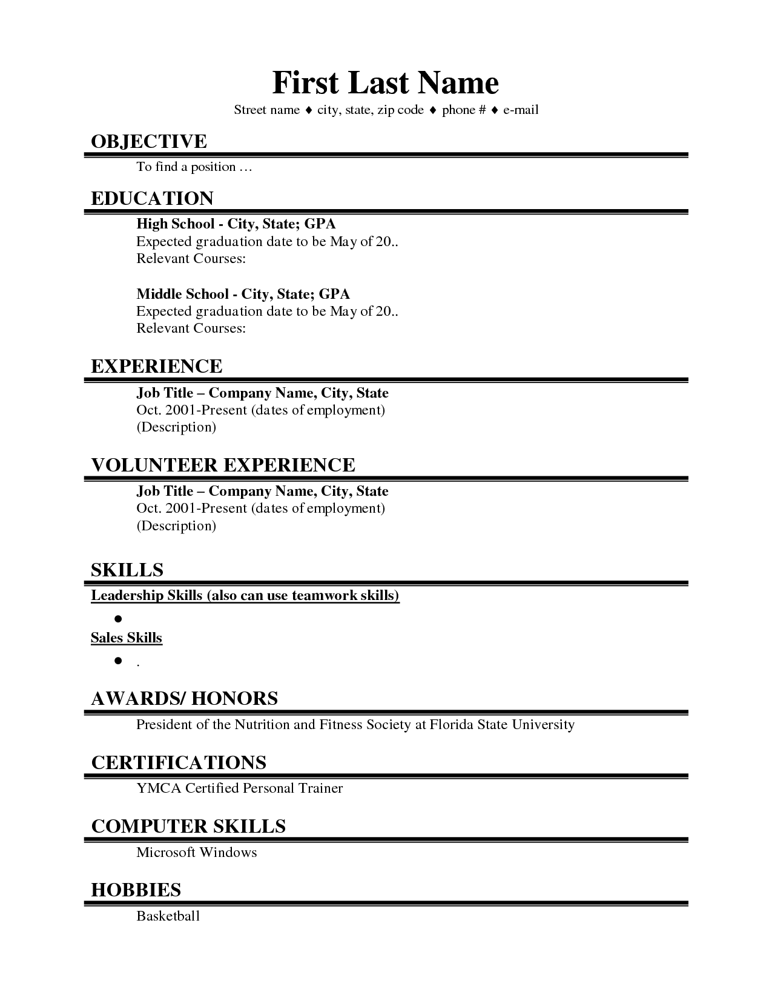 First Last Name
Street name ♦ city, state, zip code ♦ phone # ♦ e-mail
OBJECTIVE
To find a position …
EDUCATION
High School - City, State; GPA
Expected graduation date to be May of 20..
Relevant Courses:
Middle School - City, State; GPA
Expected graduation date to be May of 20..
Relevant Courses:
EXPERIENCE
Job Title – Company Name, City, State
Oct. 2001-Present (dates of employment)
(Description)
VOLUNTEER EXPERIENCE
Job Title – Company Name, City, State
Oct. 2001-Present (dates of employment)
(Description)
SKILLS
Leadership Skills (also can use teamwork skills)
●
Sales Skills
● .
AWARDS/ HONORS
President of the Nutrition and Fitness Society at Florida State University
CERTIFICATIONS
YMCA Certified Personal Trainer
COMPUTER SKILLS
Microsoft Windows
HOBBIES
Basketball